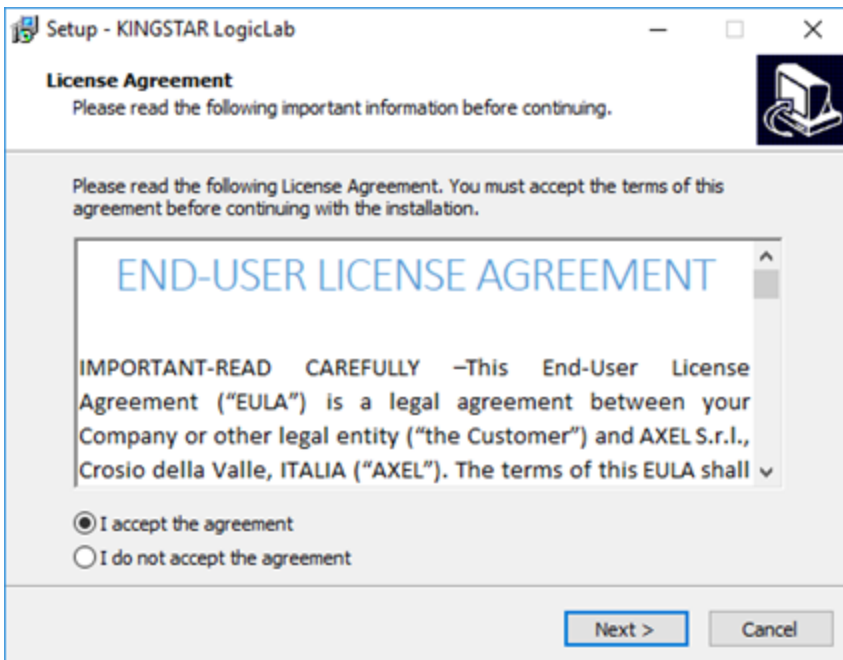 Setup - KINGSTAR LogicLab
License Agreement
Please read the following important information before continuing.
Please read the following License Agreement. You must accept the terms of this
agreement before continuing with the installation.
END-USER LICENSE AGREEMENT
IMPORTANT-READ CAREFULLY –This End-User License
Agreement (“EULA”) is a legal agreement between your
Company or other legal entity (“the Customer”) and AXEL S.r.l.,
Crosio della Valle, ITALIA (“AXEL”). The terms of this EULA shall
I accept the agreement
I do not accept the agreement
Next >
Cancel